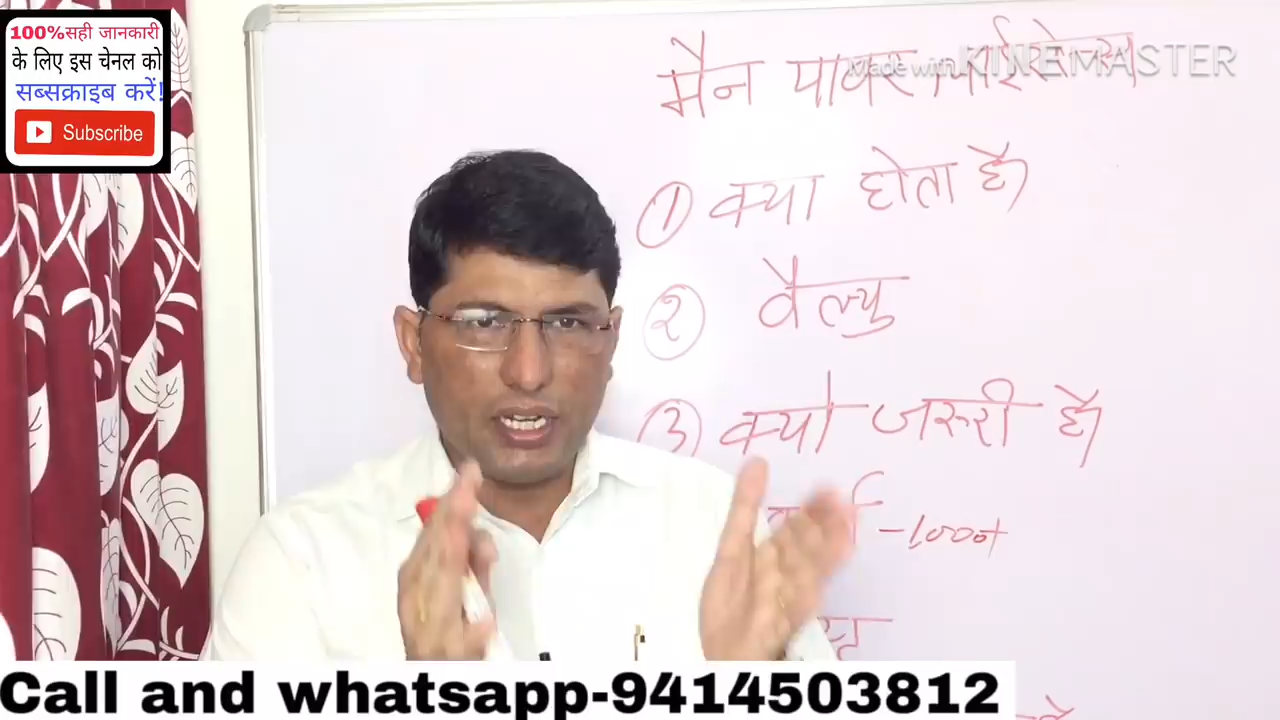 100%सही जानकारी
के लिए इस चेनल को
सब्सक्राइब करें!
Subscribe
Made with KINEMASTER
मैन पावर लाईसेन्स
① क्या होता है
② वैल्यु
③ क्यो जरूरी है
-1000+
Call and whatsapp-9414503812